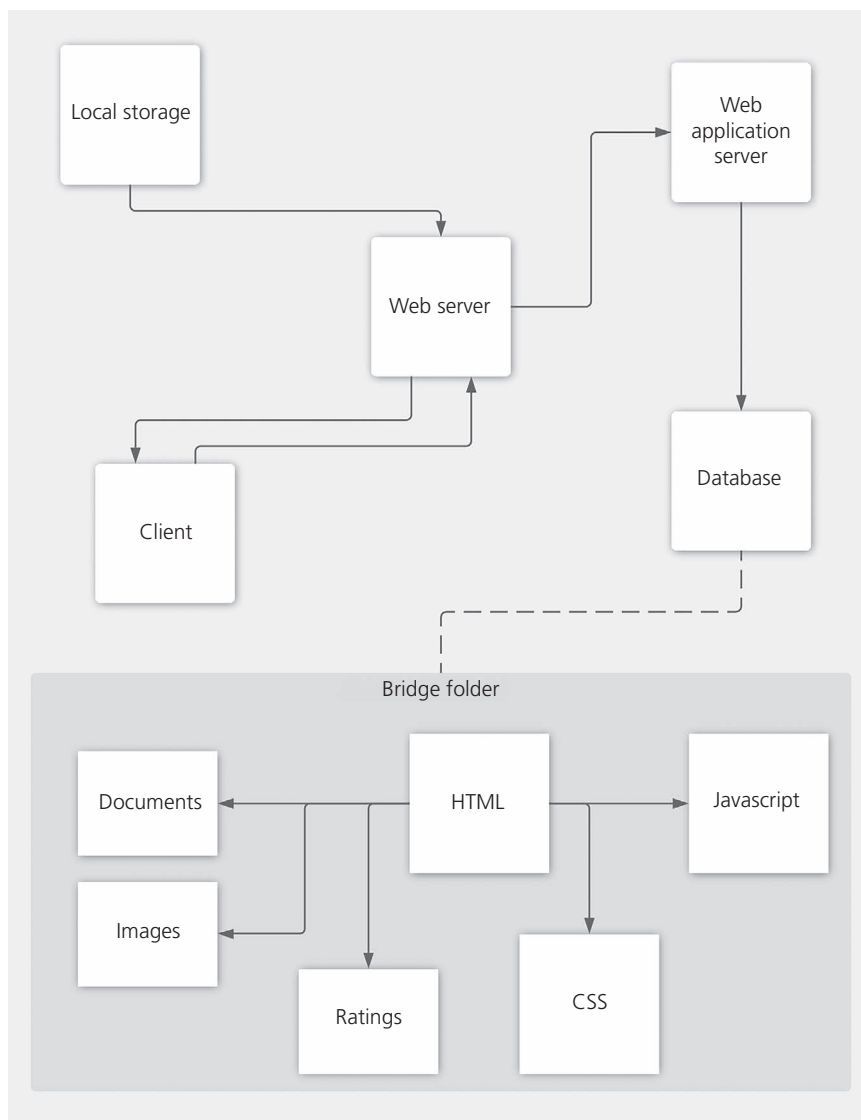 Local storage
Web
application
server
Web server
Database
Client
Bridge folder
Documents
HTML
Javascript
Images
Ratings
CSS